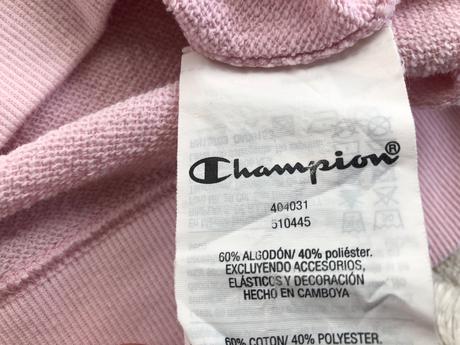 Champion®
404031
510445
60% ALGODÓN/ 40% poliéster.
EXCLUYENDO ACCESORIOS,
ELÁSTICOS Y DECORACIÓN
HECHO EN CAMBOYA
60% COTON/ 40% POLYESTER.